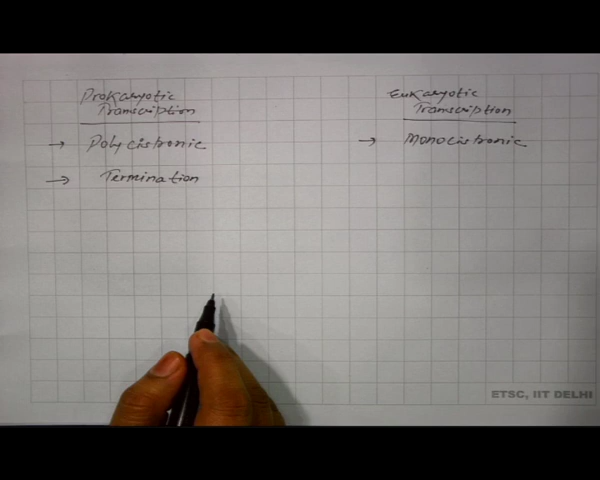 Prokaryotic
Transcription
→ Polycistronic
→ Termination
Eukaryotic
Transcription
→ Monocistronic
ETSC, IIT DELHI